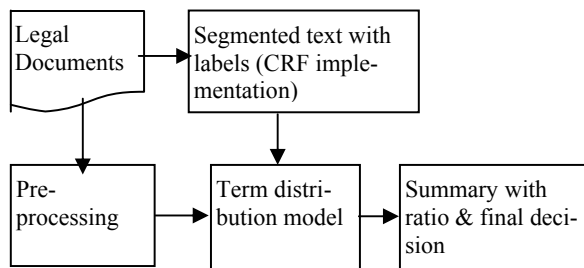 Legal
Documents
Segmented text with
labels (CRF imple-
mentation)
Pre-
processing
Term distri-
bution model
Summary with
ratio & final deci-
sion